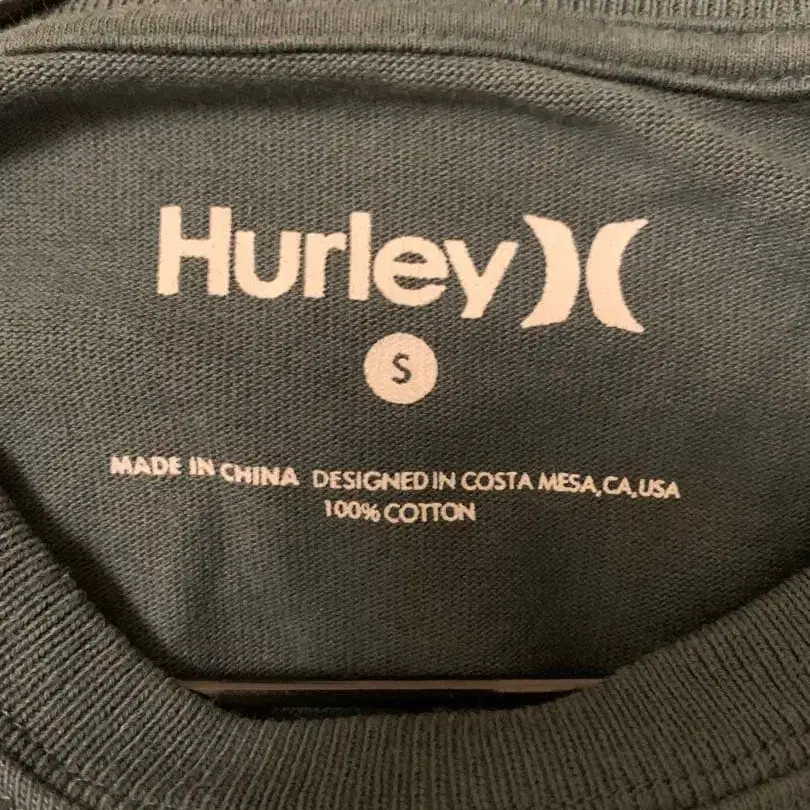 Hurley
S
MADE IN CHINA DESIGNED IN COSTA MESA, CA, USA
100% COTTON